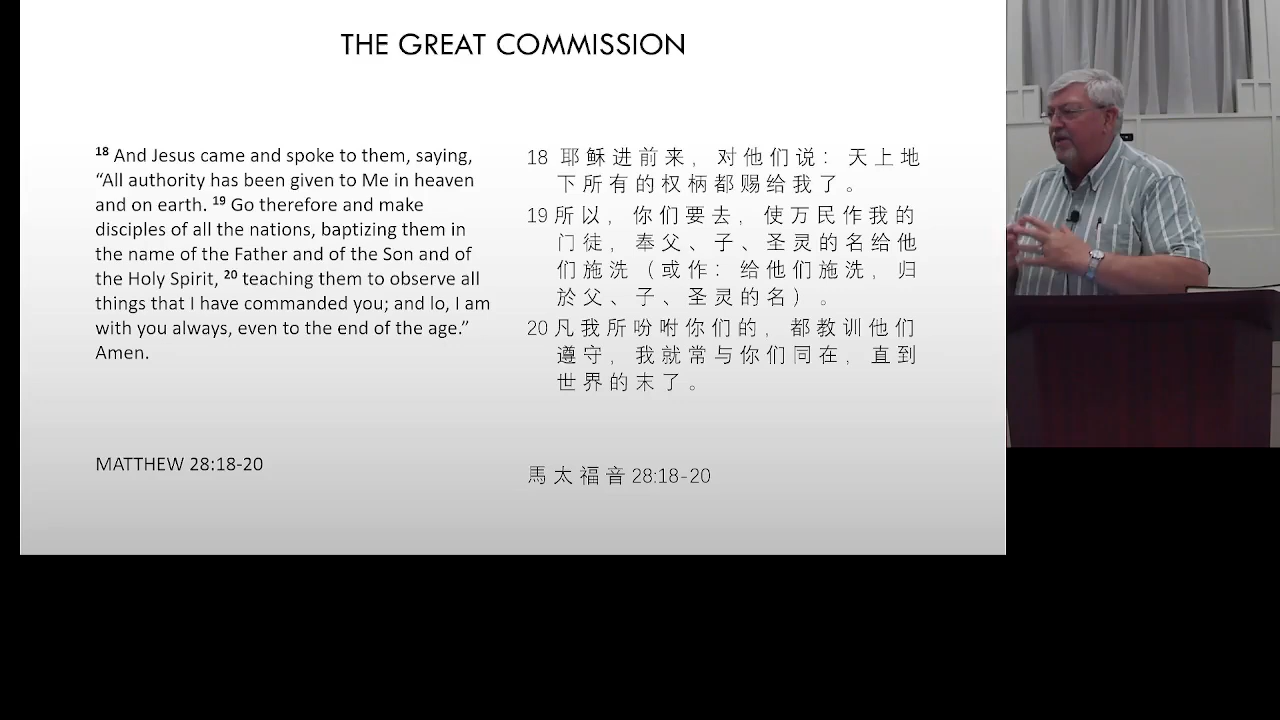 THE GREAT COMMISSION
18 And Jesus came and spoke to them, saying,
“All authority has been given to Me in heaven
and on earth. 19 Go therefore and make
disciples of all the nations, baptizing them in
the name of the Father and of the Son and of
the Holy Spirit, 20 teaching them to observe all
things that I have commanded you; and lo, I am
with you always, even to the end of the age.”
Amen.
MATTHEW 28:18-20
18 耶稣进前来，对他们说：天上地
下所有的权柄都赐给我了。
19 所以，你们要去，使万民作我的
门徒，奉父、子、圣灵的名给他
们施洗（或作：给他们施洗，归
於父、子、圣灵的名）。
20 凡我所吩咐你们的，都教训他们
遵守，我就常与你们同在，直到
世界的末了。
馬太福音 28:18-20